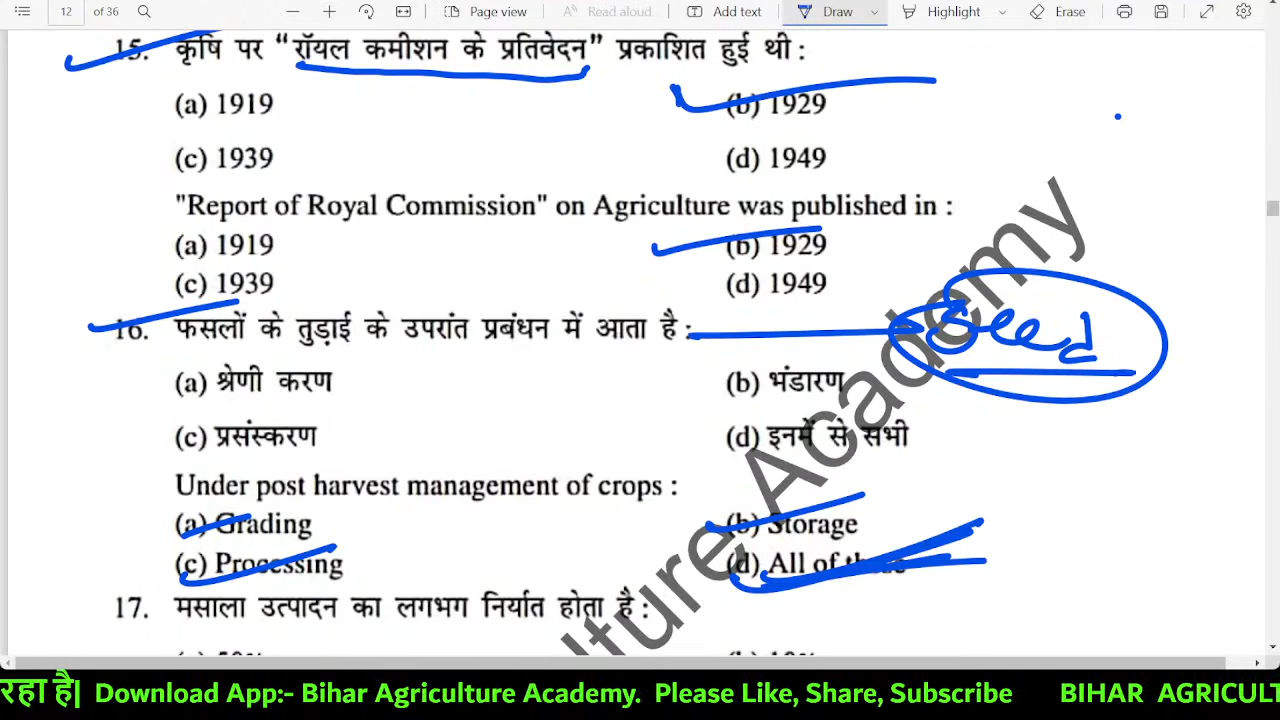 12 of 36 Page view Read aloud Add text Draw Highlight Erase
15. कृषि पर “रॉयल कमीशन के प्रतिवेदन” प्रकाशित हुई थी :
(a) 1919 (b) 1929
(c) 1939 (d) 1949
"Report of Royal Commission" on Agriculture was published in :
(a) 1919 (b) 1929
(c) 1939 (d) 1949
16. फसलों के तुड़ाई के उपरांत प्रबंधन में आता है :
Seed
(a) श्रेणी करण (b) भंडारण
(c) प्रसंस्करण (d) इनमें से सभी
Under post harvest management of crops :
(a) Grading (b) Storage
(c) Processing (d) All of these
17. मसाला उत्पादन का लगभग निर्यात होता है :
lture Academy
रहा है| Download App:- Bihar Agriculture Academy. Please Like, Share, Subscribe BIHAR AGRICULT